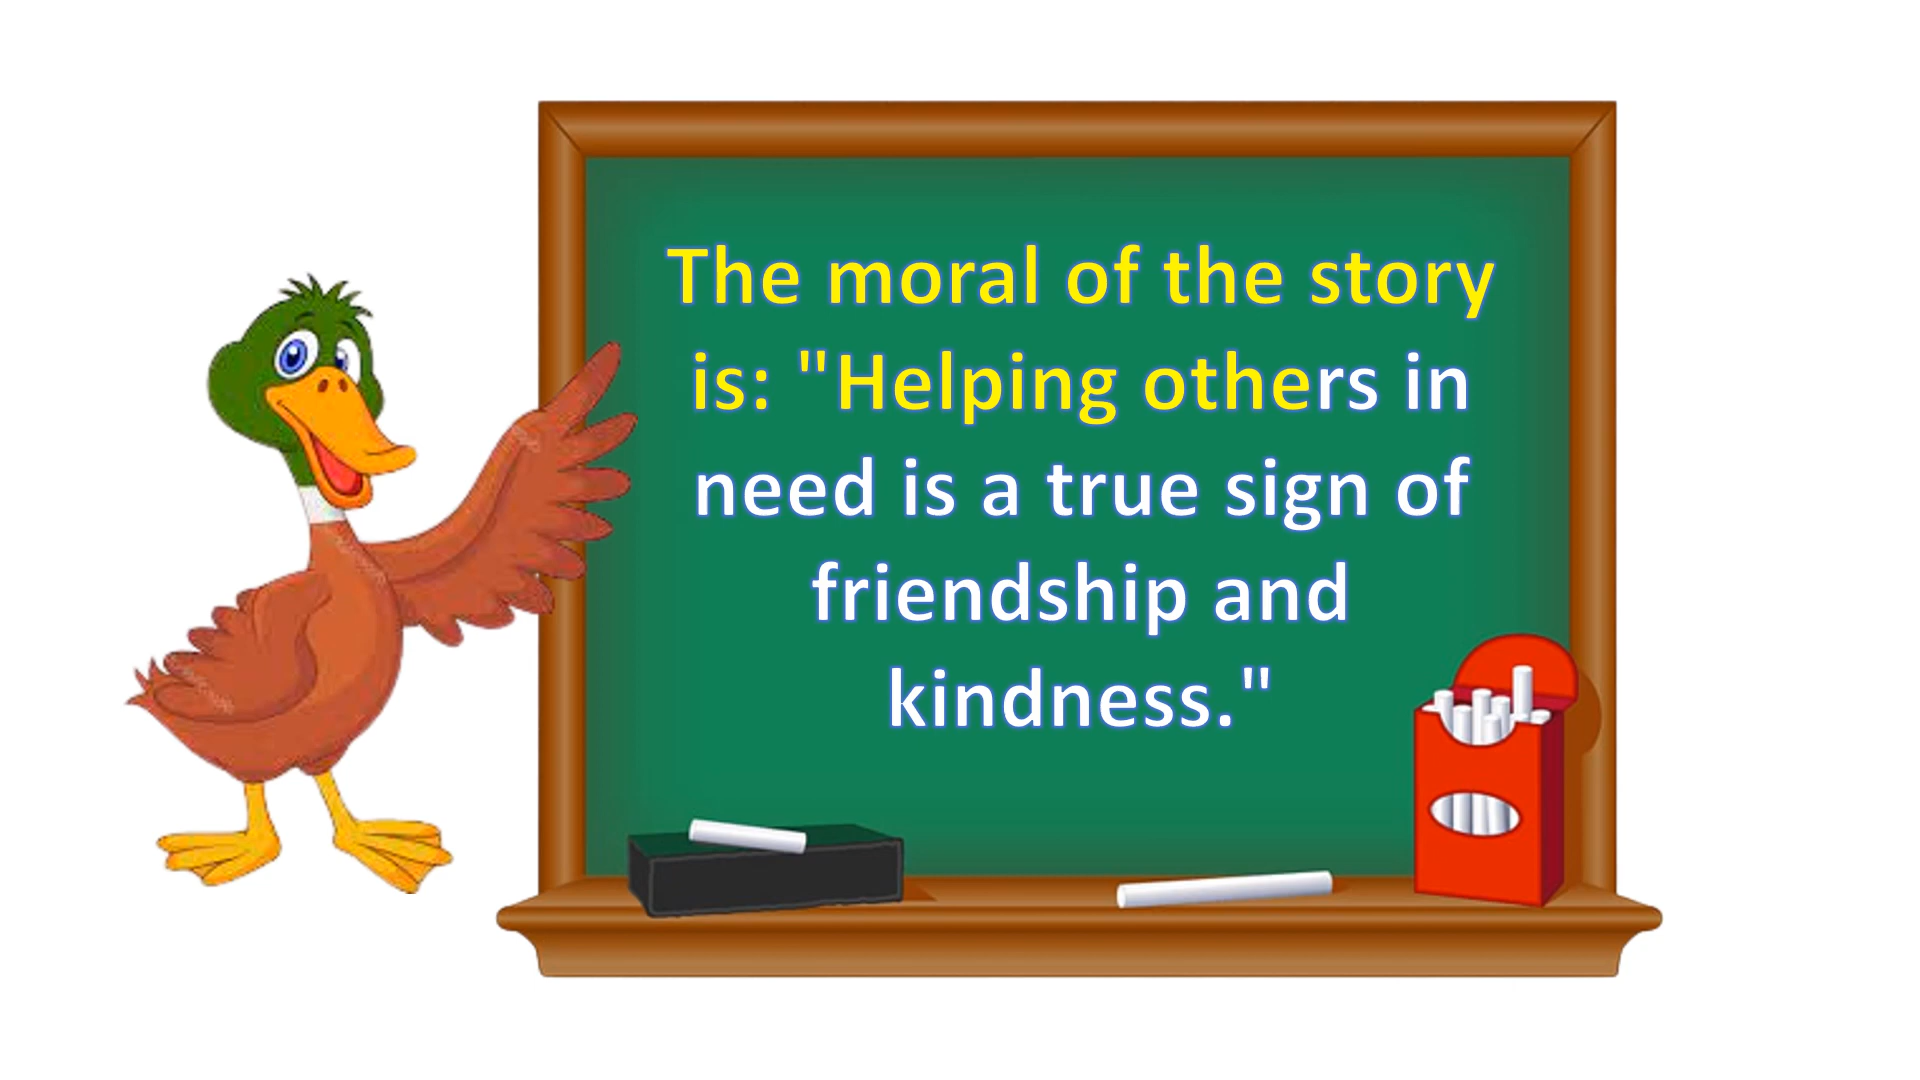 The moral of the story
is: "Helping others in
need is a true sign of
friendship and
kindness."